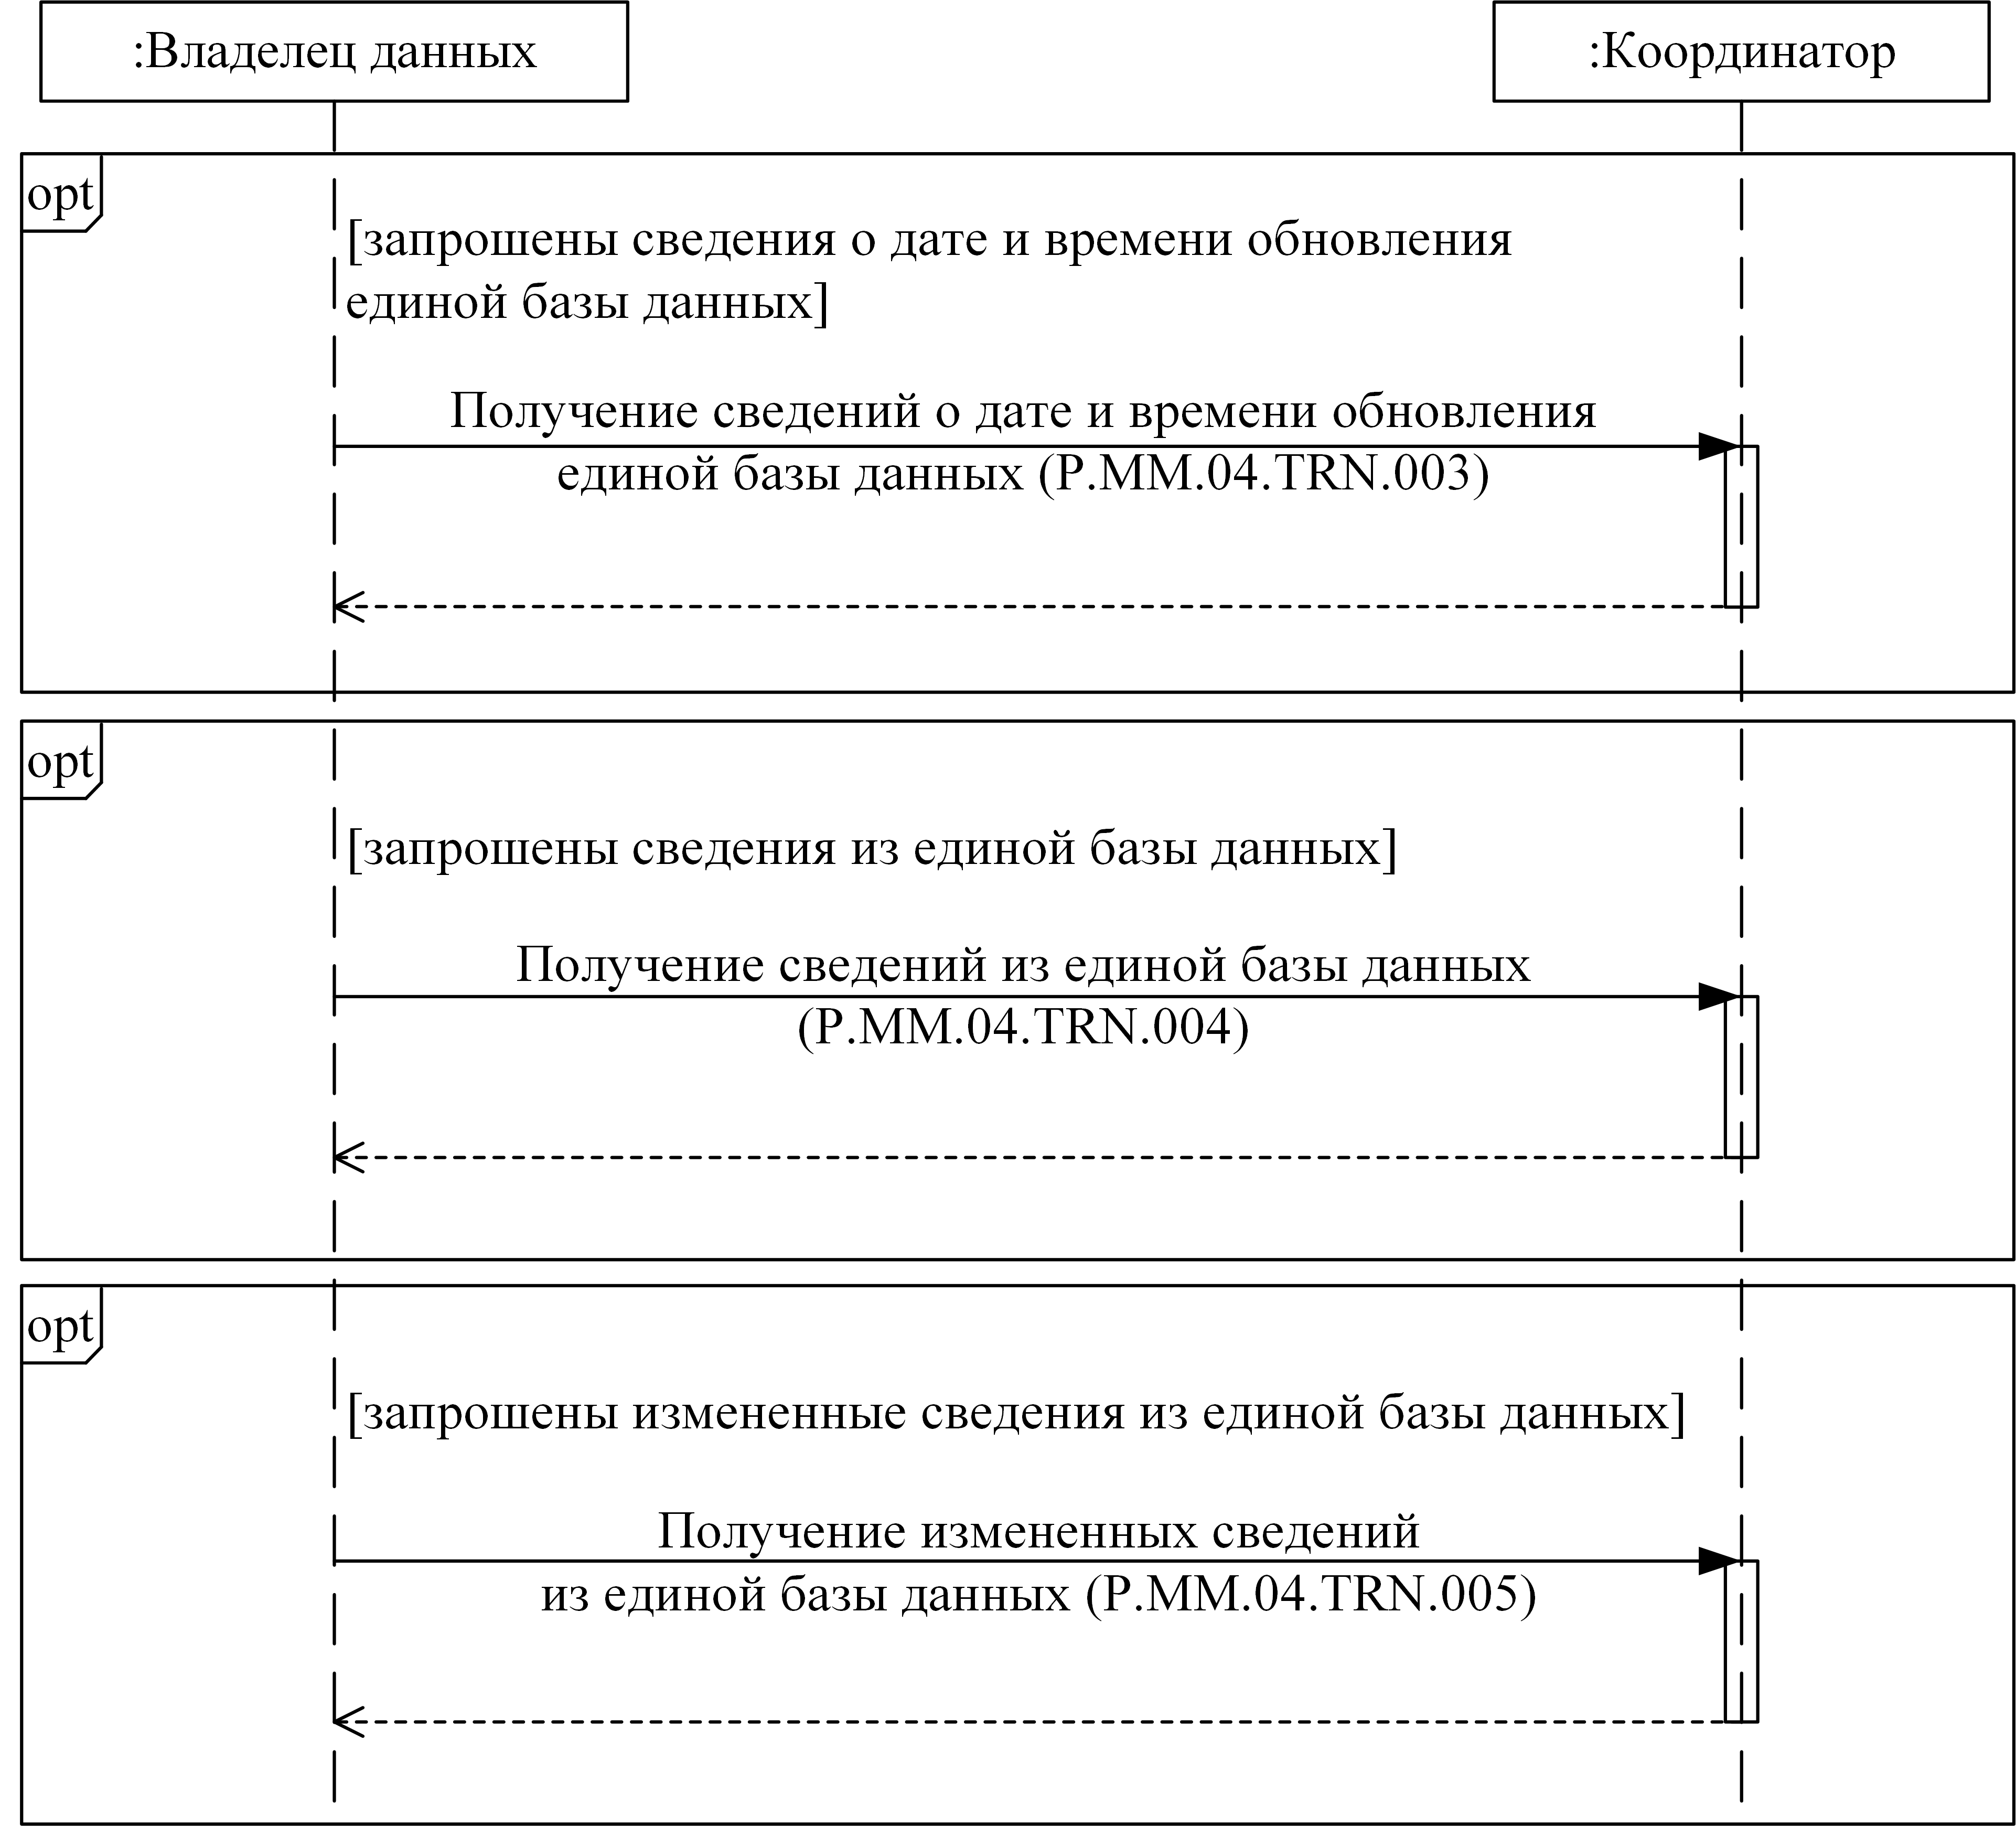 :Владелец данных
:Координатор
opt
[запрошены сведения о дате и времени обновления
единой базы данных]
Получение сведений о дате и времени обновления
единой базы данных (P.MM.04.TRN.003)
opt
[запрошены сведения из единой базы данных]
Получение сведений из единой базы данных
(P.MM.04.TRN.004)
opt
[запрошены измененные сведения из единой базы данных]
Получение измененных сведений
из единой базы данных (P.MM.04.TRN.005)